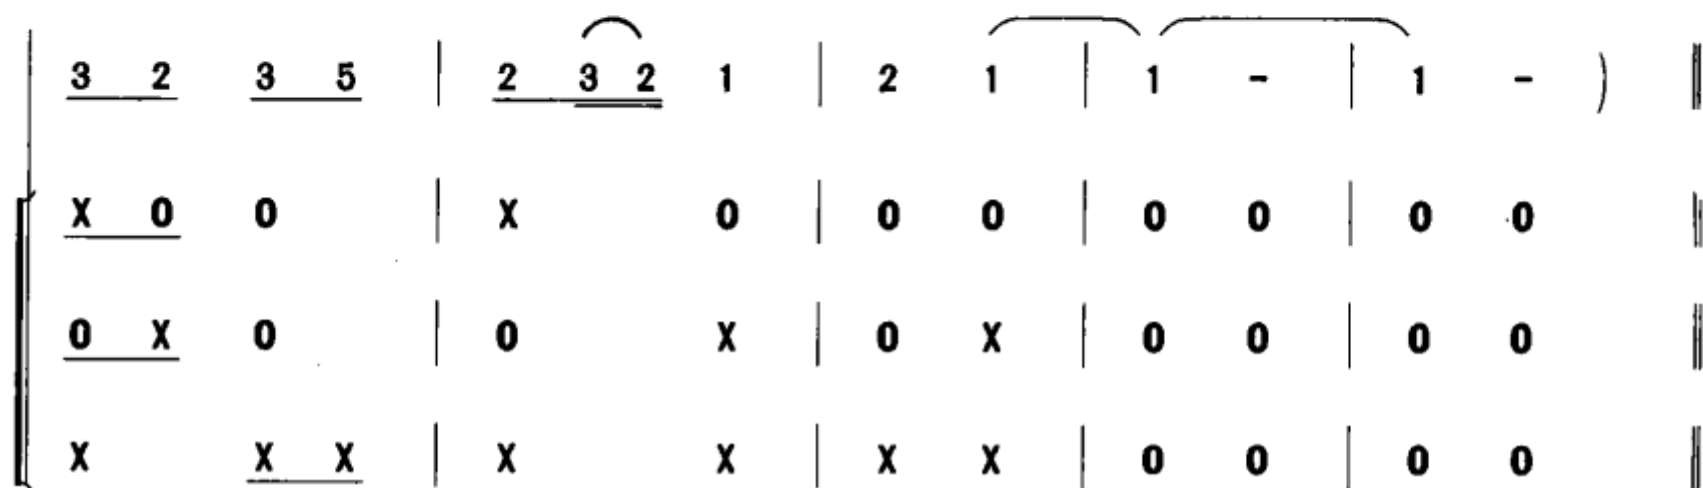 3 2 3 5 | 2 3 2 1 | 2 1 | 1 - | 1 - ) ||
X 0 0 | X 0 | 0 0 | 0 0 | 0 0 ||
0 X 0 | 0 X | 0 X | 0 0 | 0 0 ||
X X X | X X | X X | 0 0 | 0 0 ||